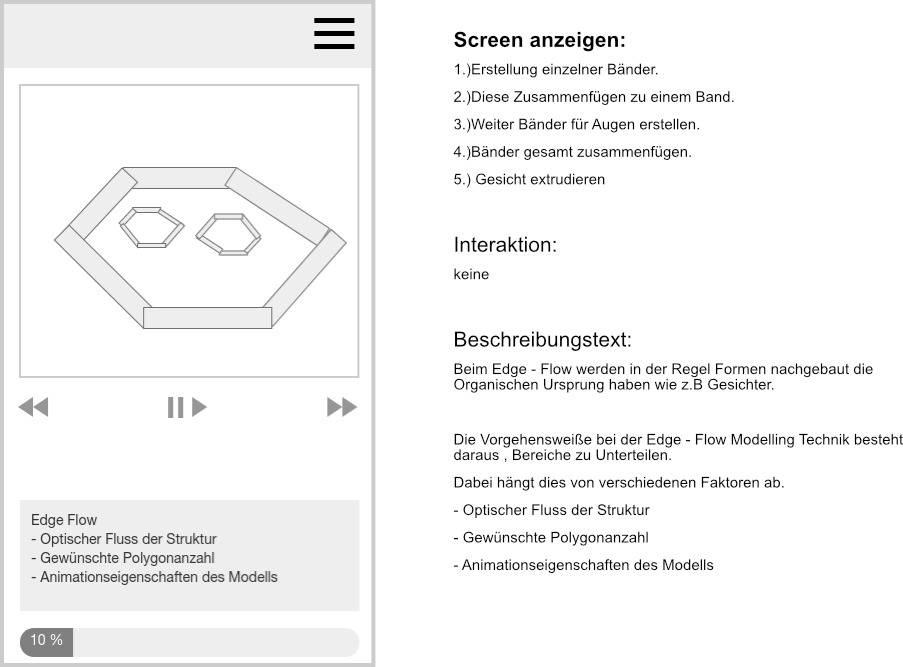 Edge Flow
- Optischer Fluss der Struktur
- Gewünschte Polygonanzahl
- Animationseigenschaften des Modells
10 %
Screen anzeigen:
1.)Erstellung einzelner Bänder.
2.)Diese Zusammenfügen zu einem Band.
3.)Weiter Bänder für Augen erstellen.
4.)Bänder gesamt zusammenfügen.
5.) Gesicht extrudieren
Interaktion:
keine
Beschreibungstext:
Beim Edge - Flow werden in der Regel Formen nachgebaut die
Organischen Ursprung haben wie z.B Gesichter.
Die Vorgehensweiße bei der Edge - Flow Modelling Technik besteht
daraus , Bereiche zu Unterteilen.
Dabei hängt dies von verschiedenen Faktoren ab.
- Optischer Fluss der Struktur
- Gewünschte Polygonanzahl
- Animationseigenschaften des Modells